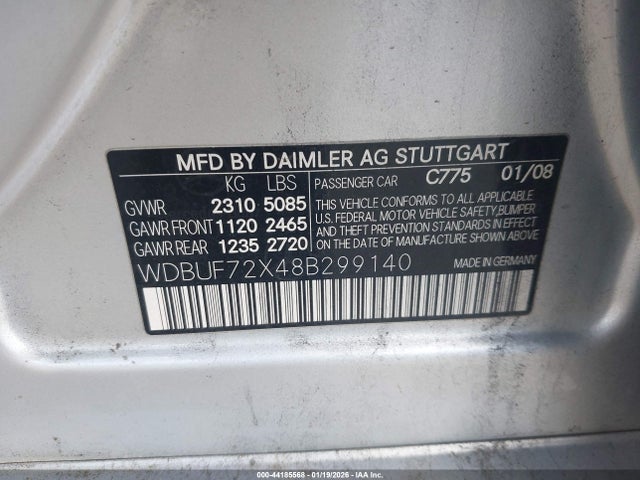 MFD BY DAIMLER AG STUTTGART
KG LBS
GVWR 2310 5085
GAWR FRONT 1120 2465
GAWR REAR 1235 2720
PASSENGER CAR C775 01/08
THIS VEHICLE CONFORMS TO ALL APPLICABLE
U.S. FEDERAL MOTOR VEHICLE SAFETY, BUMPER
AND THEFT PREVENTION STANDARDS IN EFFECT
ON THE DATE OF MANUFACTURE SHOWN ABOVE.
WDBUF72X48B299140
MADE IN GERMANY
000-44185568 - 01/19/2026 - IAAI.COM